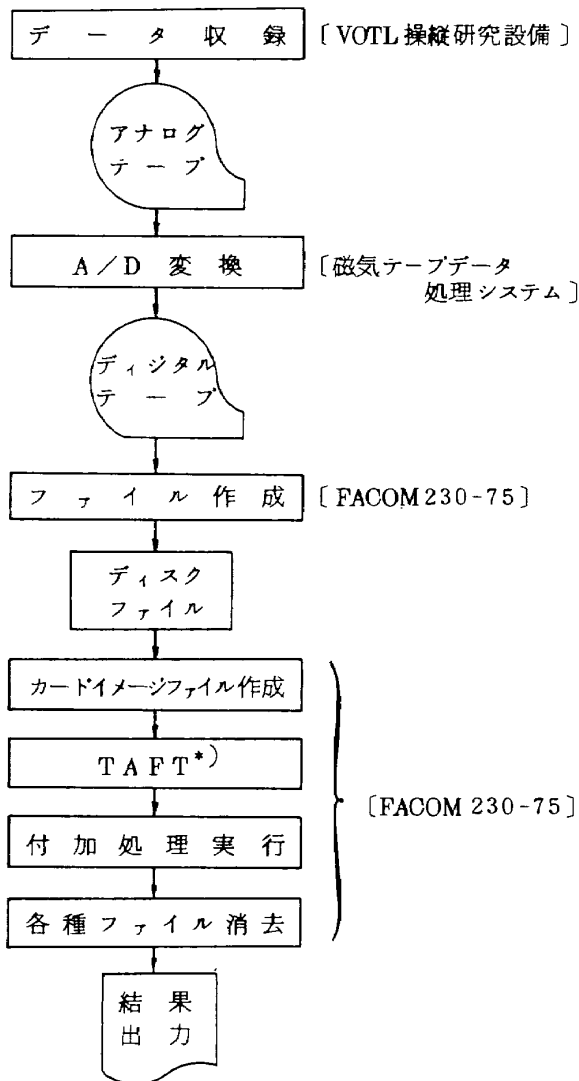 データ収録 〔VOTL操縦研究設備〕
アナログ
テープ
A/D変換 〔磁気テープデータ
処理システム〕
ディジタル
テープ
ファイル作成 〔FACOM230-75〕
ディスク
ファイル
カードイメージファイル作成
TAFT*)
〔FACOM 230-75〕
付加処理実行
各種ファイル消去
結果
出力